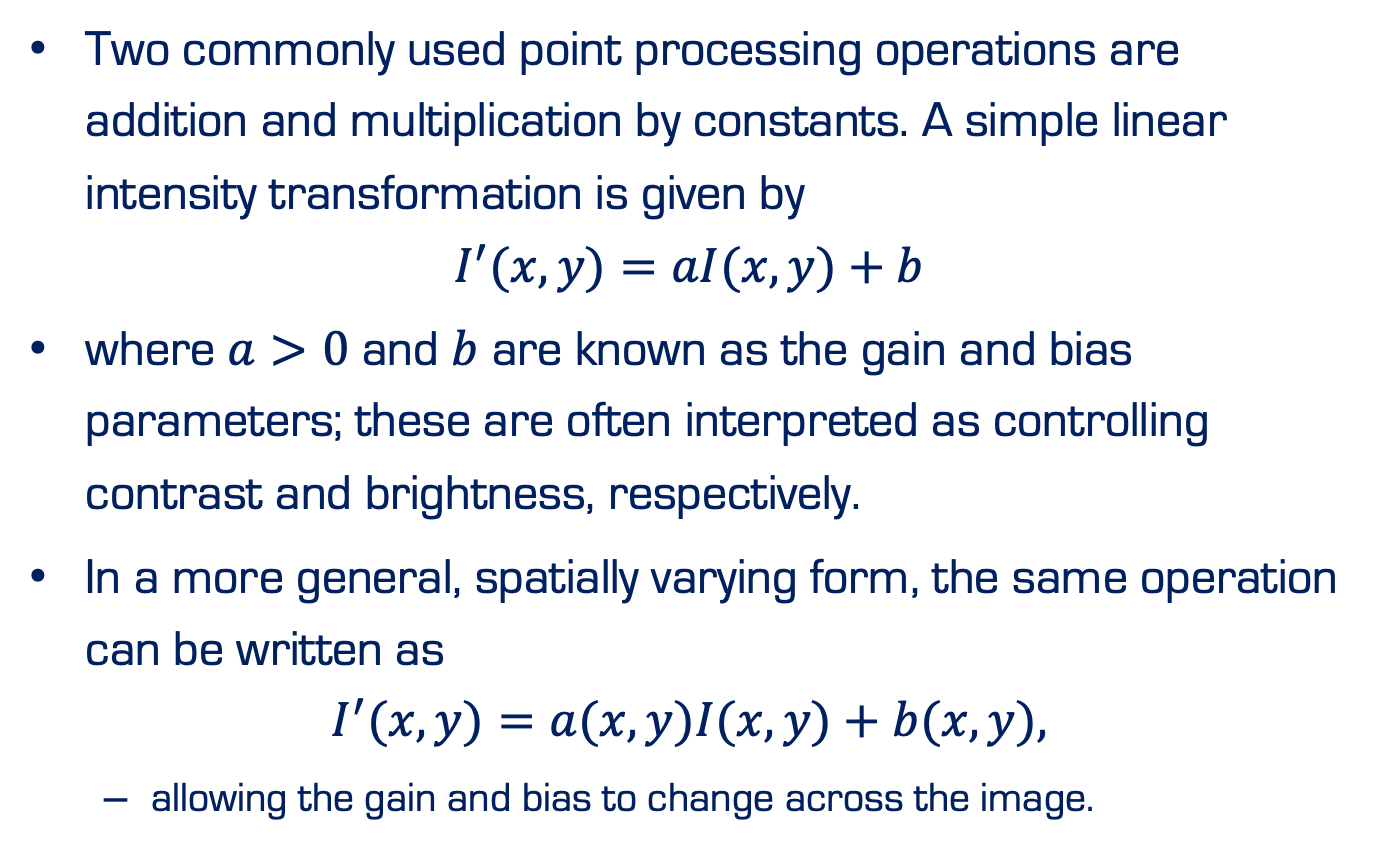 • Two commonly used point processing operations are
addition and multiplication by constants. A simple linear
intensity transformation is given by
I′(x, y) = aI(x, y) + b
• where a > 0 and b are known as the gain and bias
parameters; these are often interpreted as controlling
contrast and brightness, respectively.
• In a more general, spatially varying form, the same operation
can be written as
I′(x, y) = a(x, y)I(x, y) + b(x, y),
– allowing the gain and bias to change across the image.